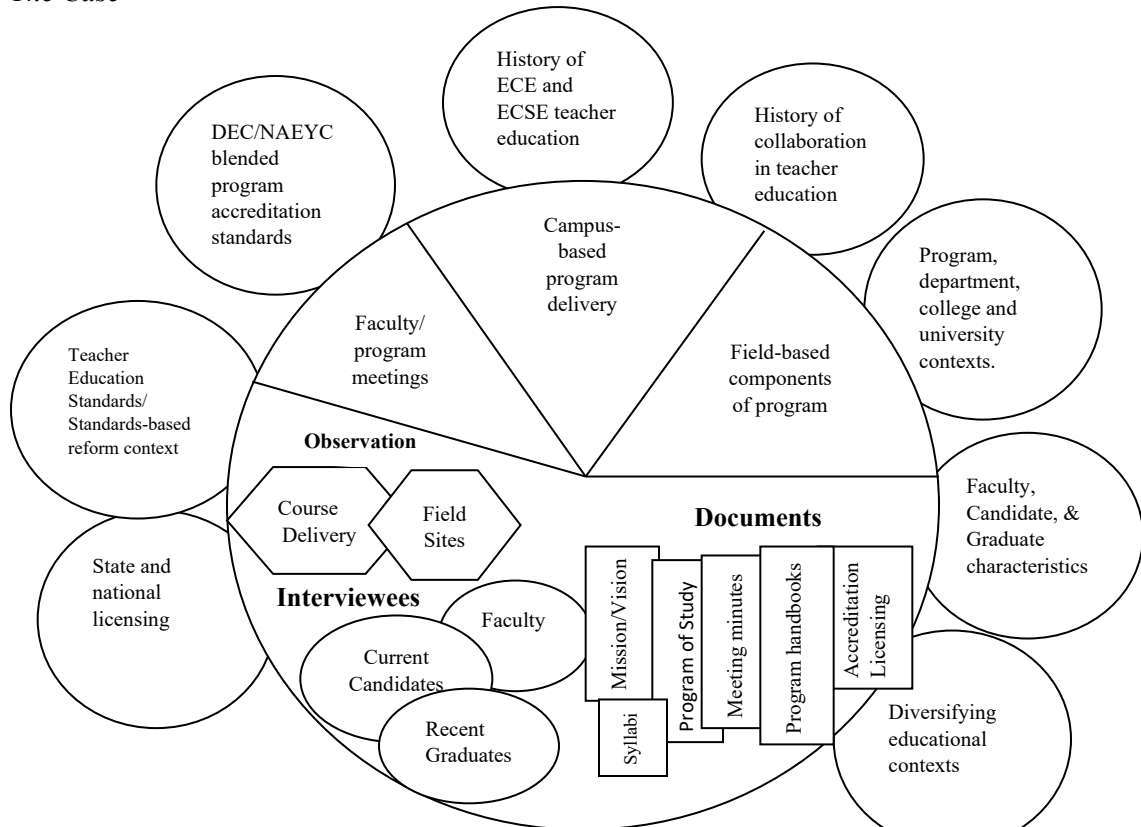 The Case
History of
ECE and
ECSE teacher
education
DEC/NAEYC
blended
program
accreditation
standards
History of
collaboration
in teacher
education
Campus-
based
program
delivery
Program,
department,
college and
university
contexts.
Faculty/
program
meetings
Field-based
components
of program
Teacher
Education
Standards/
Standards-based
reform context
Observation
Course
Delivery
Field
Sites
Documents
Faculty,
Candidate, &
Graduate
characteristics
State and
national
licensing
Interviewees
Faculty
Current
Candidates
Recent
Graduates
Mission/Vision
Syllabi
Program of Study
Meeting minutes
Program handbooks
Accreditation
Licensing
Diversifying
educational
contexts